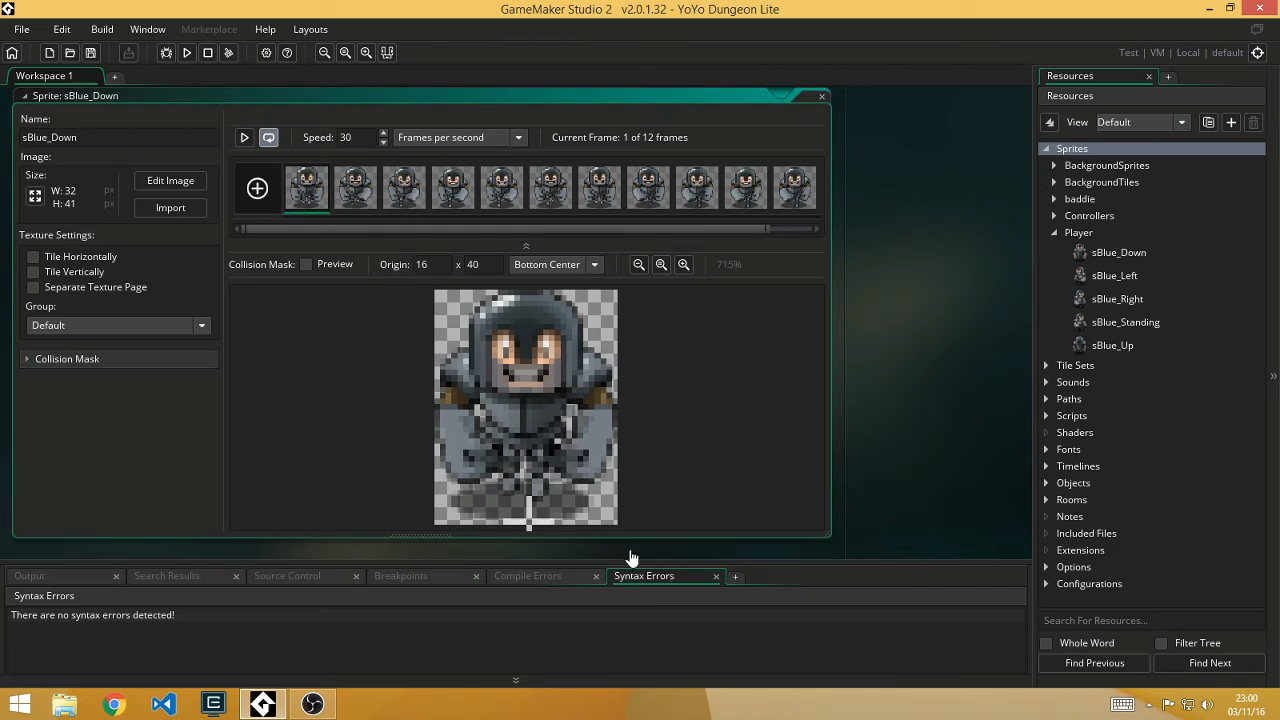 GameMaker Studio 2   v2.0.1.32 - YoYo Dungeon Lite
File Edit Build Window Marketplace Help Layouts
Test | VM | Local | default
Workspace 1
Sprite: sBlue_Down
Name:
sBlue_Down
Image:
Size:
W: 32 px
H: 41 px
Edit Image
Import
Texture Settings:
Tile Horizontally
Tile Vertically
Separate Texture Page
Group:
Default
Collision Mask
Speed: 30 Frames per second Current Frame: 1 of 12 frames
Collision Mask: Preview Origin: 16 x 40 Bottom Center 715%
Output Search Results Source Control Breakpoints Compile Errors Syntax Errors
Syntax Errors
There are no syntax errors detected!
Resources
Resources
View Default
Sprites
BackgroundSprites
BackgroundTiles
baddie
Controllers
Player
sBlue_Down
sBlue_Left
sBlue_Right
sBlue_Standing
sBlue_Up
Tile Sets
Sounds
Paths
Scripts
Shaders
Fonts
Timelines
Objects
Rooms
Notes
Included Files
Extensions
Options
Configurations
Search For Resources...
Whole Word Filter Tree
Find Previous Find Next
23:00
03/11/16